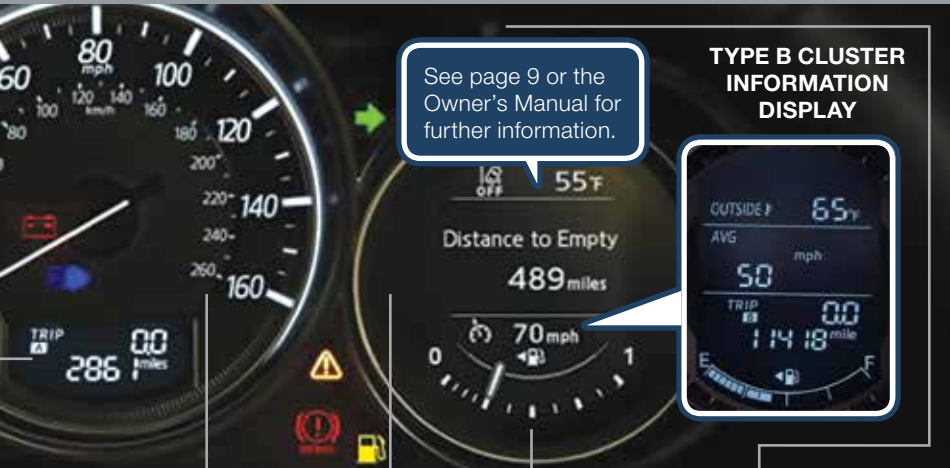 60
80
mph
100
120
140
160
80
100
120
140
km/h
160
180
200
220
240
260
TRIP
A
0.0
2861 miles
See page 9 or the
Owner's Manual for
further information.
OFF
55°F
Distance to Empty
489 miles
70 mph
0
1
TYPE B CLUSTER
INFORMATION
DISPLAY
OUTSIDE
65°F
AVG
mph
50
TRIP
B
0.0
11418 mile
E
F